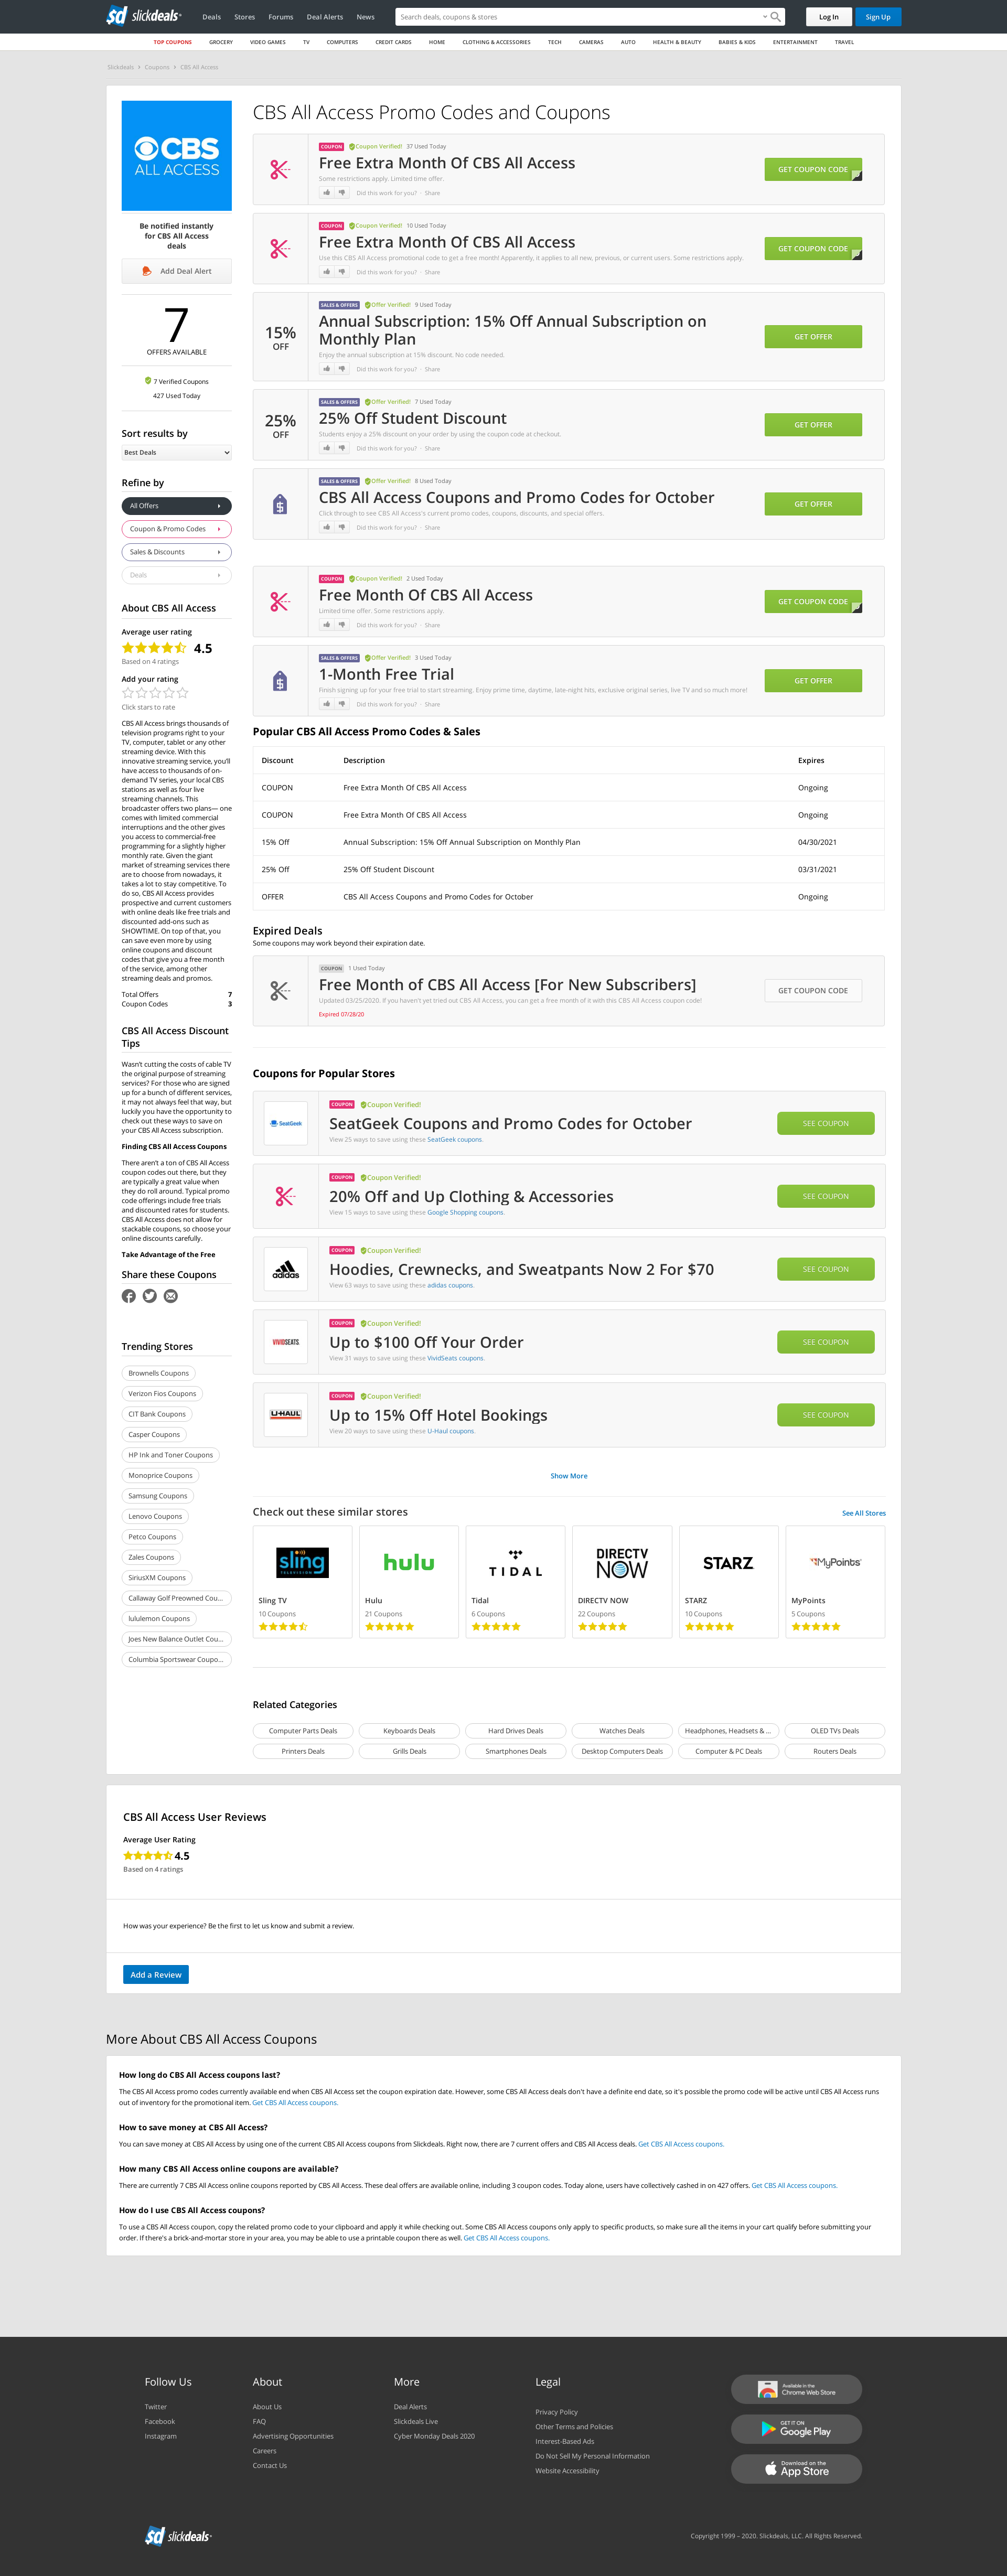 sd slickdeals
Deals
Stores
Forums
Deal Alerts
News
Search deals, coupons & stores
Log In
Sign Up
TOP COUPONS
GROCERY
VIDEO GAMES
TV
COMPUTERS
CREDIT CARDS
HOME
CLOTHING & ACCESSORIES
TECH
CAMERAS
AUTO
HEALTH & BEAUTY
BABIES & KIDS
ENTERTAINMENT
TRAVEL
Slickdeals > Coupons > CBS All Access
CBS
ALL ACCESS
Be notified instantly
for CBS All Access
deals
Add Deal Alert
7
OFFERS AVAILABLE
7 Verified Coupons
427 Used Today
Sort results by
Best Deals
Refine by
All Offers
Coupon & Promo Codes
Sales & Discounts
Deals
About CBS All Access
Average user rating
4.5
Based on 4 ratings
Add your rating
Click stars to rate
CBS All Access brings thousands of
television programs right to your
TV, computer, tablet or any other
streaming device. With this
innovative streaming service, you'll
have access to thousands of on-
demand TV series, your local CBS
stations as well as four live
streaming channels. This
broadcaster offers two plans— one
comes with limited commercial
interruptions and the other gives
you access to commercial-free
programming for a slightly higher
monthly rate. Given the giant
market of streaming services there
are to choose from nowadays, it
takes a lot to stay competitive. To
do so, CBS All Access provides
prospective and current customers
with online deals like free trials and
discounted add-ons such as
SHOWTIME. On top of that, you
can save even more by using
online coupons and discount
codes that give you a free month
of the service, among other
streaming deals and promos.
Total Offers 7
Coupon Codes 3
CBS All Access Discount
Tips
Wasn't cutting the costs of cable TV
the original purpose of streaming
services? For those who are signed
up for a bunch of different services,
it may not always feel that way, but
luckily you have the opportunity to
check out these ways to save on
your CBS All Access subscription.
Finding CBS All Access Coupons
There aren't a ton of CBS All Access
coupon codes out there, but they
are typically a great value when
they do roll around. Typical promo
code offerings include free trials
and discounted rates for students.
CBS All Access does not allow for
stackable coupons, so choose your
online discounts carefully.
Take Advantage of the Free
Share these Coupons
Trending Stores
Brownells Coupons
Verizon Fios Coupons
CIT Bank Coupons
Casper Coupons
HP Ink and Toner Coupons
Monoprice Coupons
Samsung Coupons
Lenovo Coupons
Petco Coupons
Zales Coupons
SiriusXM Coupons
Callaway Golf Preowned Cou...
lululemon Coupons
Joes New Balance Outlet Cou...
Columbia Sportswear Coupo...
CBS All Access Promo Codes and Coupons
COUPON Coupon Verified! 37 Used Today
Free Extra Month Of CBS All Access
Some restrictions apply. Limited time offer.
Did this work for you? · Share
GET COUPON CODE
COUPON Coupon Verified! 10 Used Today
Free Extra Month Of CBS All Access
Use this CBS All Access promotional code to get a free month! Apparently, it applies to all new, previous, or current users. Some restrictions apply.
Did this work for you? · Share
GET COUPON CODE
15%
OFF
SALES & OFFERS Offer Verified! 9 Used Today
Annual Subscription: 15% Off Annual Subscription on
Monthly Plan
Enjoy the annual subscription at 15% discount. No code needed.
Did this work for you? · Share
GET OFFER
25%
OFF
SALES & OFFERS Offer Verified! 7 Used Today
25% Off Student Discount
Students enjoy a 25% discount on your order by using the coupon code at checkout.
Did this work for you? · Share
GET OFFER
SALES & OFFERS Offer Verified! 8 Used Today
CBS All Access Coupons and Promo Codes for October
Click through to see CBS All Access's current promo codes, coupons, discounts, and special offers.
Did this work for you? · Share
GET OFFER
COUPON Coupon Verified! 2 Used Today
Free Month Of CBS All Access
Limited time offer. Some restrictions apply.
Did this work for you? · Share
GET COUPON CODE
SALES & OFFERS Offer Verified! 3 Used Today
1-Month Free Trial
Finish signing up for your free trial to start streaming. Enjoy prime time, daytime, late-night hits, exclusive original series, live TV and so much more!
Did this work for you? · Share
GET OFFER
Popular CBS All Access Promo Codes & Sales
Discount Description Expires
COUPON Free Extra Month Of CBS All Access Ongoing
COUPON Free Extra Month Of CBS All Access Ongoing
15% Off Annual Subscription: 15% Off Annual Subscription on Monthly Plan 04/30/2021
25% Off 25% Off Student Discount 03/31/2021
OFFER CBS All Access Coupons and Promo Codes for October Ongoing
Expired Deals
Some coupons may work beyond their expiration date.
COUPON 1 Used Today
Free Month of CBS All Access [For New Subscribers]
Updated 03/25/2020. If you haven't yet tried out CBS All Access, you can get a free month of it with this CBS All Access coupon code!
Expired 07/28/20
GET COUPON CODE
Coupons for Popular Stores
SeatGeek
COUPON Coupon Verified!
SeatGeek Coupons and Promo Codes for October
View 25 ways to save using these SeatGeek coupons.
SEE COUPON
COUPON Coupon Verified!
20% Off and Up Clothing & Accessories
View 15 ways to save using these Google Shopping coupons.
SEE COUPON
adidas
COUPON Coupon Verified!
Hoodies, Crewnecks, and Sweatpants Now 2 For $70
View 63 ways to save using these adidas coupons.
SEE COUPON
VIVIDSEATS
COUPON Coupon Verified!
Up to $100 Off Your Order
View 31 ways to save using these VividSeats coupons.
SEE COUPON
U-HAUL
COUPON Coupon Verified!
Up to 15% Off Hotel Bookings
View 20 ways to save using these U-Haul coupons.
SEE COUPON
Show More
Check out these similar stores
See All Stores
sling
TELEVISION
Sling TV
10 Coupons
hulu
Hulu
21 Coupons
TIDAL
Tidal
6 Coupons
DIRECTV
NOW
DIRECTV NOW
22 Coupons
STARZ
STARZ
10 Coupons
MyPoints
MyPoints
5 Coupons
Related Categories
Computer Parts Deals
Keyboards Deals
Hard Drives Deals
Watches Deals
Headphones, Headsets & ...
OLED TVs Deals
Printers Deals
Grills Deals
Smartphones Deals
Desktop Computers Deals
Computer & PC Deals
Routers Deals
CBS All Access User Reviews
Average User Rating
4.5
Based on 4 ratings
How was your experience? Be the first to let us know and submit a review.
Add a Review
More About CBS All Access Coupons
How long do CBS All Access coupons last?
The CBS All Access promo codes currently available end when CBS All Access set the coupon expiration date. However, some CBS All Access deals don't have a definite end date, so it's possible the promo code will be active until CBS All Access runs
out of inventory for the promotional item. Get CBS All Access coupons.
How to save money at CBS All Access?
You can save money at CBS All Access by using one of the current CBS All Access coupons from Slickdeals. Right now, there are 7 current offers and CBS All Access deals. Get CBS All Access coupons.
How many CBS All Access online coupons are available?
There are currently 7 CBS All Access online coupons reported by CBS All Access. These deal offers are available online, including 3 coupon codes. Today alone, users have collectively cashed in on 427 offers. Get CBS All Access coupons.
How do I use CBS All Access coupons?
To use a CBS All Access coupon, copy the related promo code to your clipboard and apply it while checking out. Some CBS All Access coupons only apply to specific products, so make sure all the items in your cart qualify before submitting your
order. If there's a brick-and-mortar store in your area, you may be able to use a printable coupon there as well. Get CBS All Access coupons.
Follow Us
Twitter
Facebook
Instagram
About
About Us
FAQ
Advertising Opportunities
Careers
Contact Us
More
Deal Alerts
Slickdeals Live
Cyber Monday Deals 2020
Legal
Privacy Policy
Other Terms and Policies
Interest-Based Ads
Do Not Sell My Personal Information
Website Accessibility
Available in the
Chrome Web Store
GET IT ON
Google Play
Download on the
App Store
sd slickdeals
Copyright 1999 – 2020. Slickdeals, LLC. All Rights Reserved.